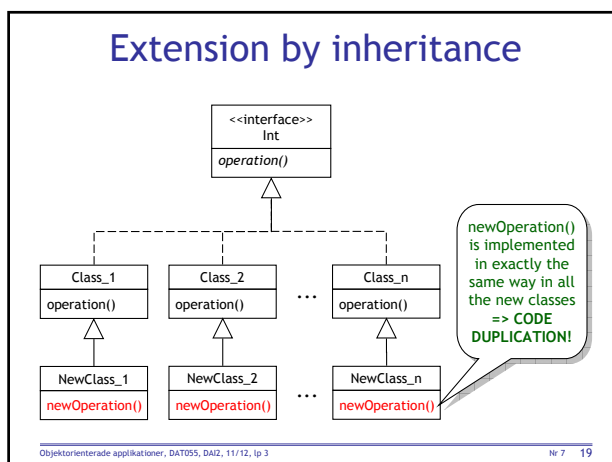 Extension by inheritance
<<interface>>
Int
operation()
Class_1
operation()
Class_2
operation()
...
Class_n
operation()
NewClass_1
newOperation()
NewClass_2
newOperation()
...
NewClass_n
newOperation()
newOperation()
is implemented
in exactly the
same way in all
the new classes
=> CODE
DUPLICATION!
Objektorienterade applikationer, DAT055, DAI2, 11/12, lp 3
Nr 7 19